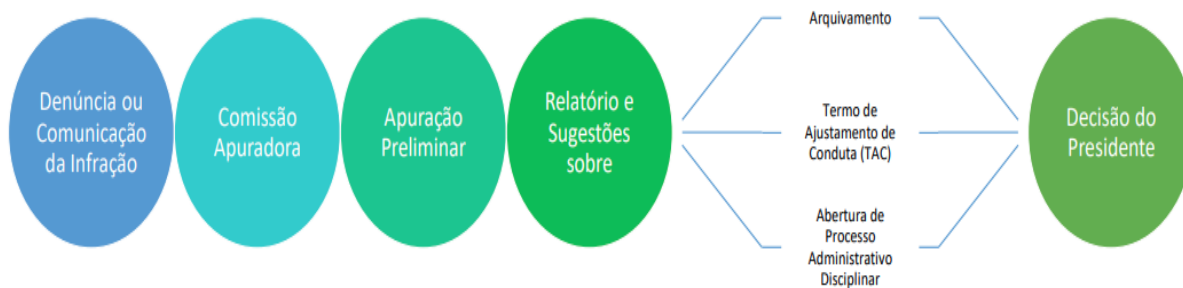 Denúncia ou
Comunicação
da Infração
Comissão
Apuradora
Apuração
Preliminar
Relatório e
Sugestões
sobre
Arquivamento
Termo de
Ajustamento de
Conduta (TAC)
Abertura de
Processo
Administrativo
Disciplinar
Decisão do
Presidente